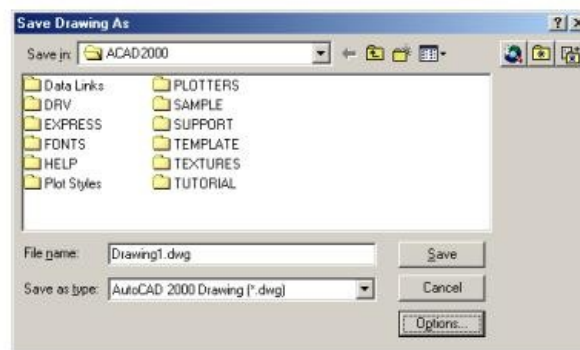 Save Drawing As
Save in: ACAD2000
Data Links
DRV
EXPRESS
FONTS
HELP
Plot Styles
PLOTTERS
SAMPLE
SUPPORT
TEMPLATE
TEXTURES
TUTORIAL
File name: Drawing1.dwg Save
Save as type: AutoCAD 2000 Drawing (*.dwg) Cancel
Options...